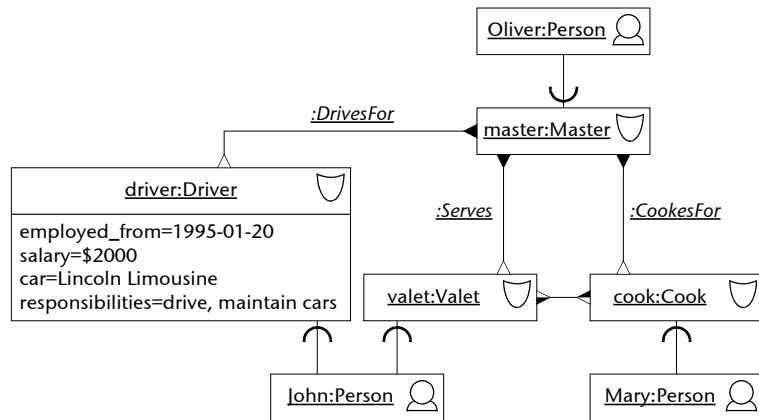 Oliver:Person
:DrivesFor
master:Master
driver:Driver
employed_from=1995-01-20
salary=$2000
car=Lincoln Limousine
responsibilities=drive, maintain cars
:Serves
:CookesFor
valet:Valet
cook:Cook
John:Person
Mary:Person